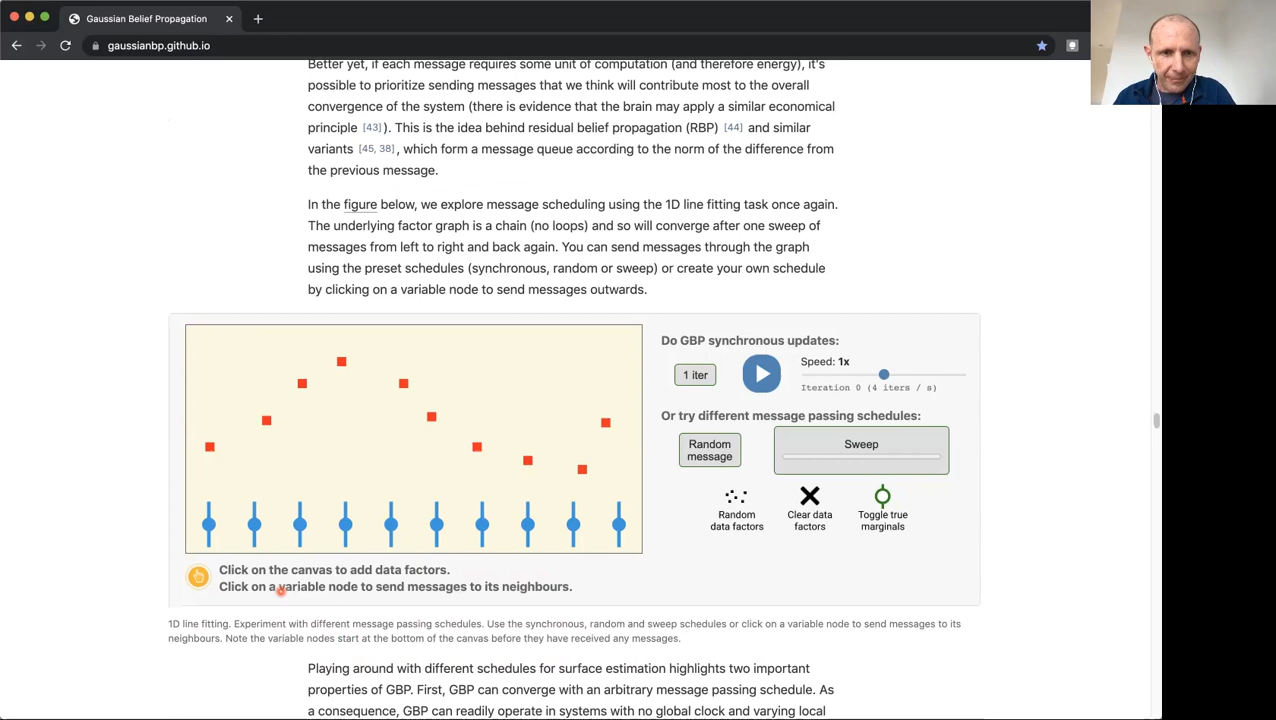 Gaussian Belief Propagation
gaussianbp.github.io
Better yet, if each message requires some unit of computation (and therefore energy), it's
possible to prioritize sending messages that we think will contribute most to the overall
convergence of the system (there is evidence that the brain may apply a similar economical
principle [43]). This is the idea behind residual belief propagation (RBP) [44] and similar
variants [45, 38], which form a message queue according to the norm of the difference from
the previous message.
In the figure below, we explore message scheduling using the 1D line fitting task once again.
The underlying factor graph is a chain (no loops) and so will converge after one sweep of
messages from left to right and back again. You can send messages through the graph
using the preset schedules (synchronous, random or sweep) or create your own schedule
by clicking on a variable node to send messages outwards.
Do GBP synchronous updates:
1 iter
Speed: 1x
Iteration 0 (4 iters / s)
Or try different message passing schedules:
Random
message
Sweep
Random
data factors
Clear data
factors
Toggle true
marginals
Click on the canvas to add data factors.
Click on a variable node to send messages to its neighbours.
1D line fitting. Experiment with different message passing schedules. Use the synchronous, random and sweep schedules or click on a variable node to send messages to its
neighbours. Note the variable nodes start at the bottom of the canvas before they have received any messages.
Playing around with different schedules for surface estimation highlights two important
properties of GBP. First, GBP can converge with an arbitrary message passing schedule. As
a consequence, GBP can readily operate in systems with no global clock and varying local